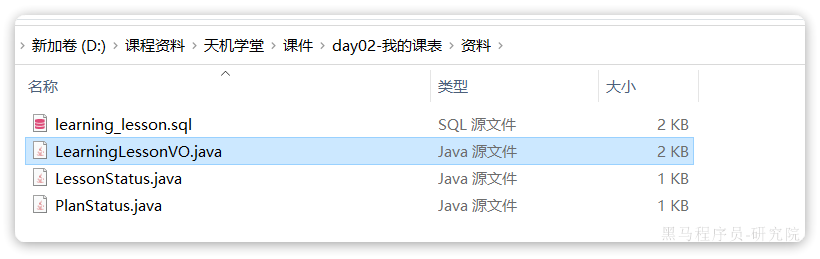 新加卷 (D:) › 课程资料 › 天机学堂 › 课件 › day02-我的课表 › 资料 ›
名称 类型 大小
learning_lesson.sql SQL 源文件 2 KB
LearningLessonVO.java Java 源文件 2 KB
LessonStatus.java Java 源文件 1 KB
PlanStatus.java Java 源文件 1 KB
黑马程序员-研究院